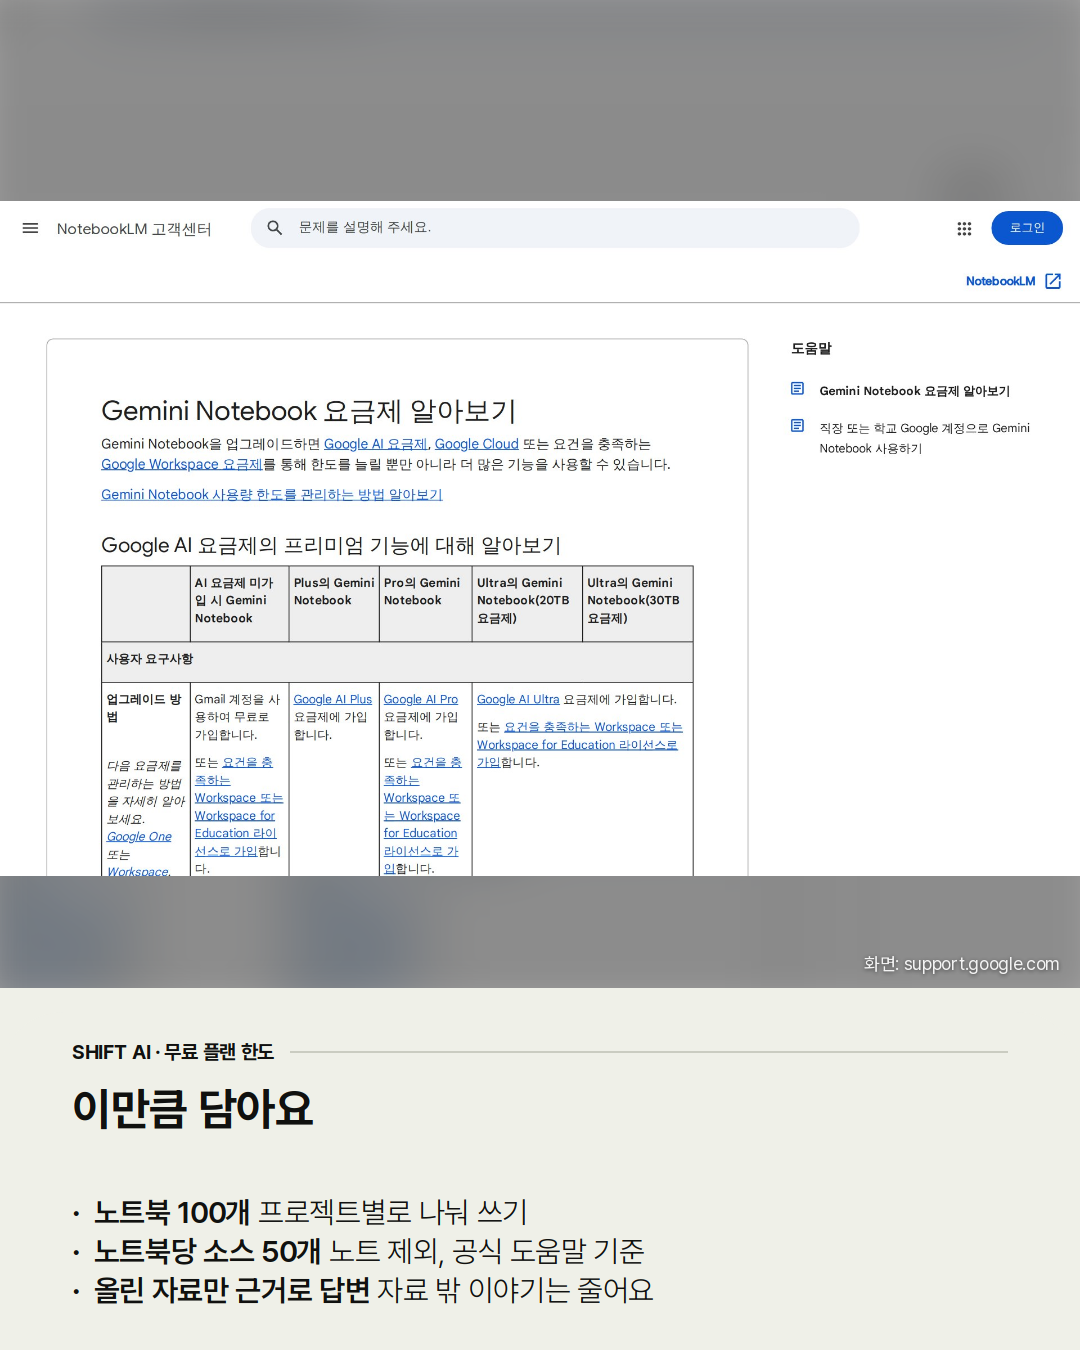 NotebookLM 고객센터
문제를 설명해 주세요.
로그인
NotebookLM
도움말
Gemini Notebook 요금제 알아보기
직장 또는 학교 Google 계정으로 Gemini
Notebook 사용하기
Gemini Notebook 요금제 알아보기
Gemini Notebook을 업그레이드하면 Google AI 요금제, Google Cloud 또는 요건을 충족하는
Google Workspace 요금제를 통해 한도를 늘릴 뿐만 아니라 더 많은 기능을 사용할 수 있습니다.
Gemini Notebook 사용량 한도를 관리하는 방법 알아보기
Google AI 요금제의 프리미엄 기능에 대해 알아보기
AI 요금제 미가
입 시 Gemini
Notebook
Plus의 Gemini
Notebook
Pro의 Gemini
Notebook
Ultra의 Gemini
Notebook(20TB
요금제)
Ultra의 Gemini
Notebook(30TB
요금제)
사용자 요구사항
업그레이드 방
법
다음 요금제를
관리하는 방법
을 자세히 알아
보세요.
Google One
또는
Workspace.
Gmail 계정을 사
용하여 무료로
가입합니다.
또는 요건을 충
족하는
Workspace 또는
Workspace for
Education 라이
선스로 가입합니
다.
Google AI Plus
요금제에 가입
합니다.
Google AI Pro
요금제에 가입
합니다.
또는 요건을 충
족하는
Workspace 또
는 Workspace
for Education
라이선스로 가
입합니다.
Google AI Ultra 요금제에 가입합니다.
또는 요건을 충족하는 Workspace 또는
Workspace for Education 라이선스로
가입합니다.
화면: support.google.com
SHIFT AI · 무료 플랜 한도
이만큼 담아요
• 노트북 100개 프로젝트별로 나눠 쓰기
• 노트북당 소스 50개 노트 제외, 공식 도움말 기준
• 올린 자료만 근거로 답변 자료 밖 이야기는 줄어요